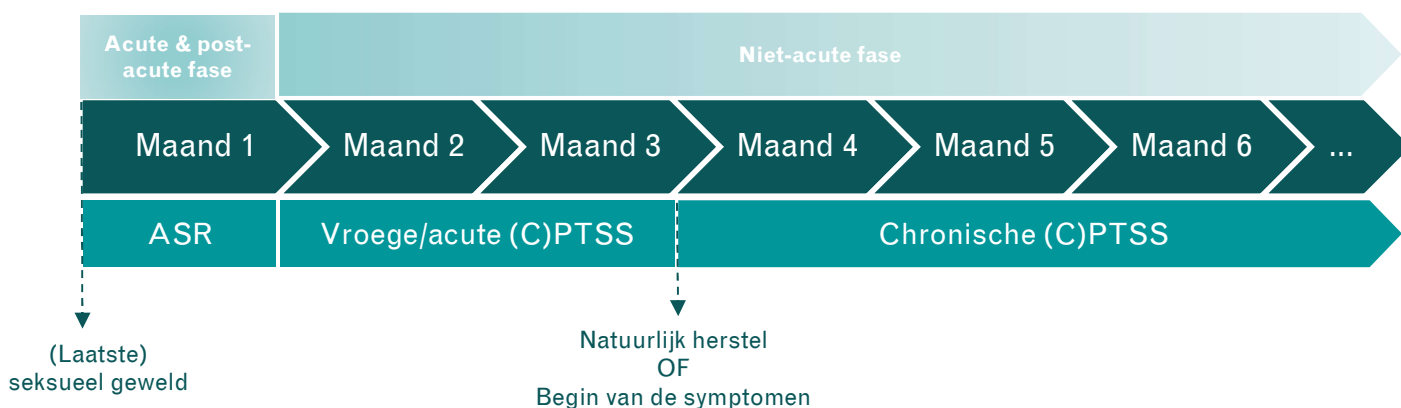 Acute & post-
acute fase
Niet-acute fase
Maand 1
Maand 2
Maand 3
Maand 4
Maand 5
Maand 6
...
ASR
Vroege/acute (C)PTSS
Chronische (C)PTSS
(Laatste)
seksueel geweld
Natuurlijk herstel
OF
Begin van de symptomen